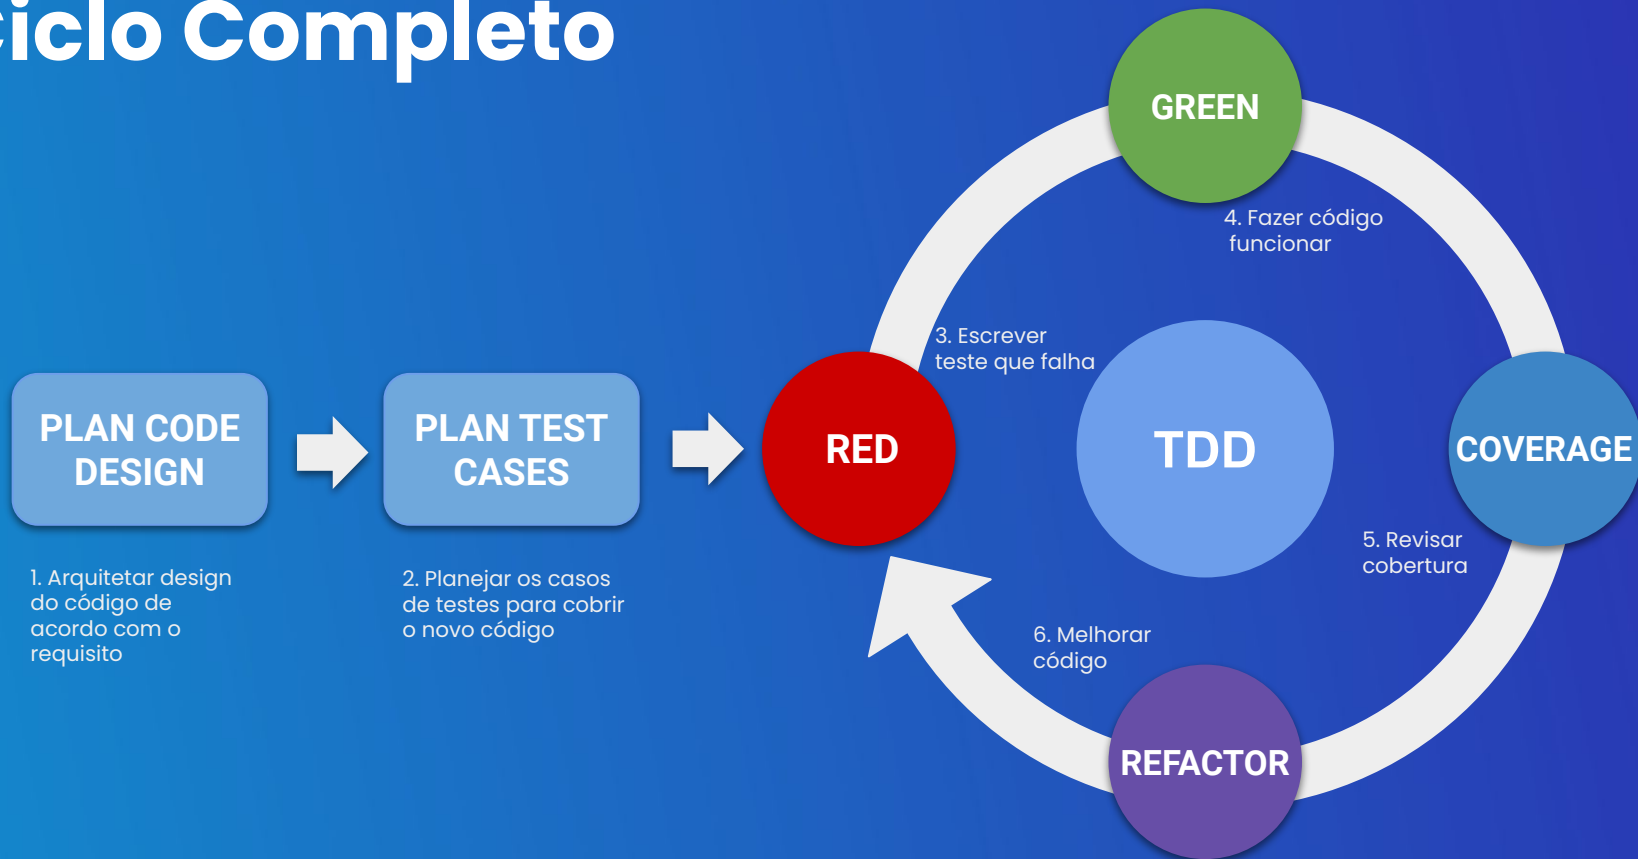 Ciclo Completo
PLAN CODE
DESIGN
1. Arquitetar design
do código de
acordo com o
requisito
PLAN TEST
CASES
2. Planejar os casos
de testes para cobrir
o novo código
RED
3. Escrever
teste que falha
GREEN
4. Fazer código
funcionar
TDD
COVERAGE
5. Revisar
cobertura
REFACTOR
6. Melhorar
código